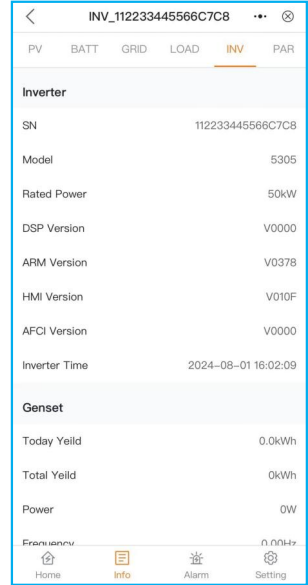 INV_112233445566C7C8
PV BATT GRID LOAD INV PAR
Inverter
SN 112233445566C7C8
Model 5305
Rated Power 50kW
DSP Version V0000
ARM Version V0378
HMI Version V010F
AFCI Version V0000
Inverter Time 2024-08-01 16:02:09
Genset
Today Yeild 0.0kWh
Total Yeild 0kWh
Power 0W
Frequency 0.00Hz
Home Info Alarm Setting